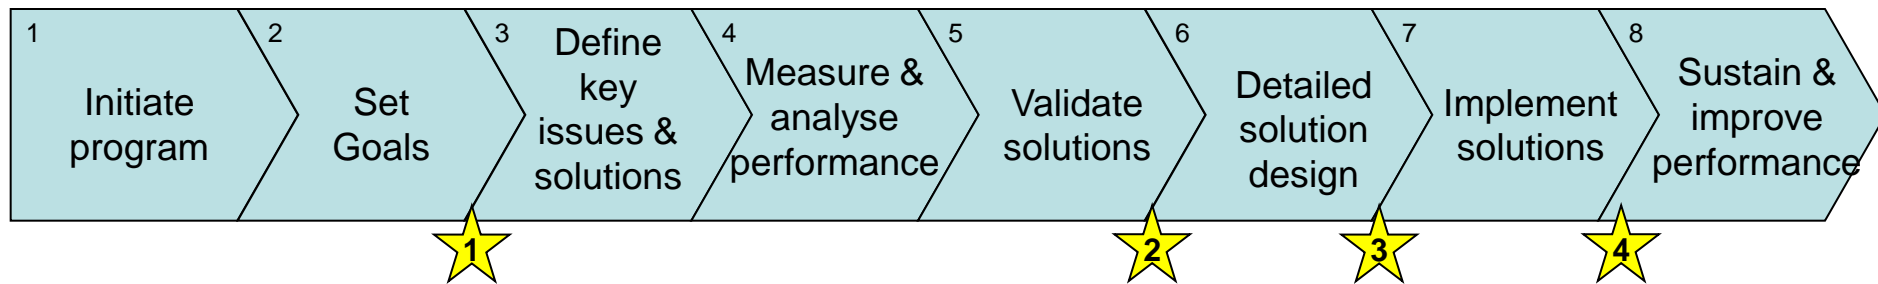 1
Initiate
program
2
Set
Goals
3
Define
key
issues &
solutions
4
Measure &
analyse
performance
5
Validate
solutions
6
Detailed
solution
design
7
Implement
solutions
8
Sustain &
improve
performance
1
2
3
4